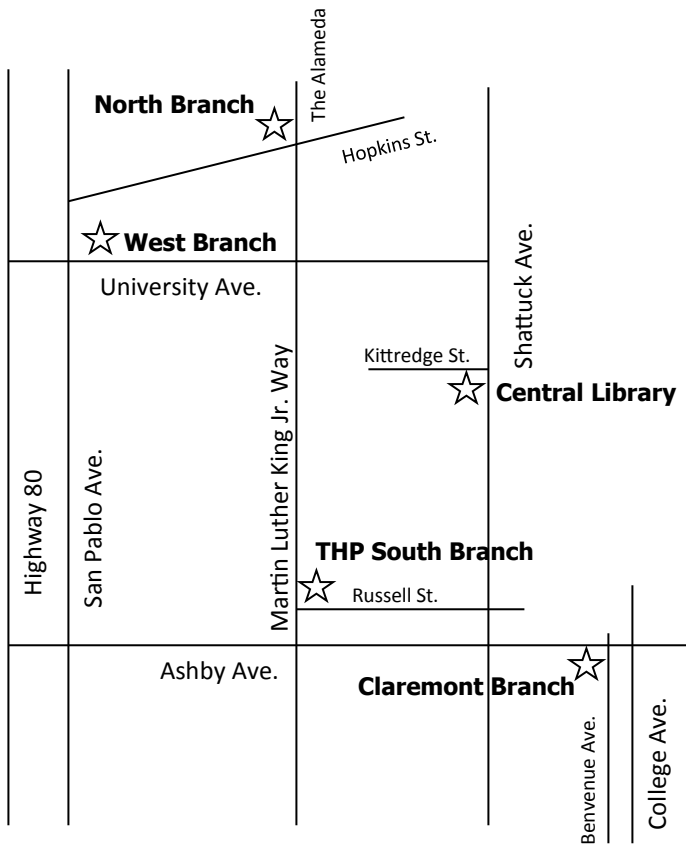 The Alameda
North Branch
Hopkins St.
West Branch
University Ave.
Shattuck Ave.
Kittredge St.
Central Library
Highway 80
San Pablo Ave.
Martin Luther King Jr. Way
THP South Branch
Russell St.
Ashby Ave.
Claremont Branch
Benvenue Ave.
College Ave.